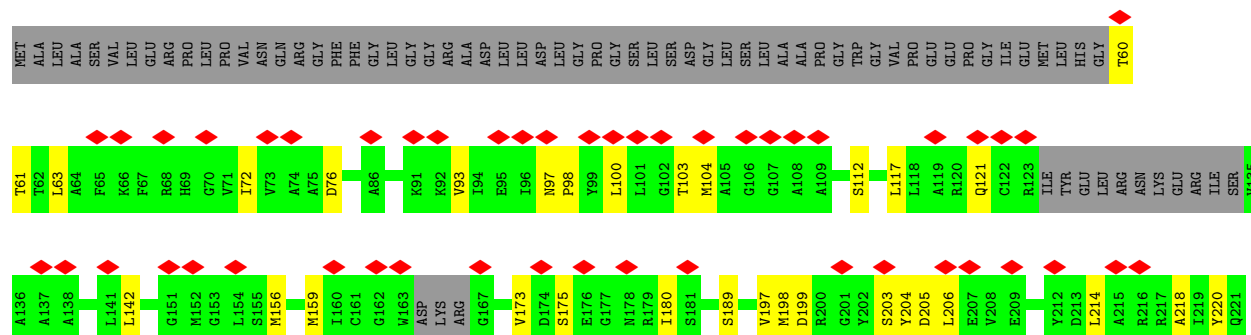 MET ALA LEU ALA SER VAL LEU GLU ARG PRO LEU PRO VAL ASN GLN ARG GLY PHE PHE GLY LEU GLY GLY ARG ALA ASP LEU LEU ASP LEU GLY PRO GLY SER LEU SER ASP GLY LEU SER LEU ALA ALA PRO GLY TRP GLY VAL PRO GLU GLU PRO GLY ILE GLU MET LEU HIS GLY T60
T61 T62 L63 A64 F65 K66 F67 R68 H69 G70 V71 I72 V73 A74 A75 D76 A86 K91 K92 V93 I94 E95 I96 N97 P98 Y99 L100 L101 G102 T103 M104 A105 G106 G107 A108 A109 S112 L117 L118 A119 R120 Q121 C122 R123 ILE TYR GLU LEU ARG ASN LYS GLU ARG ILE SER
A136 A137 A138 L141 L142 G151 M152 G153 L154 S155 M156 M159 I160 C161 G162 W163 ASP LYS ARG G167 V173 D174 S175 E176 G177 N178 R179 I180 S181 S189 V197 M198 D199 R200 G201 Y202 S203 Y204 D205 L206 E207 V208 E209 Y212 D213 L214 A215 R216 R217 A218 I219 Y220 Q221